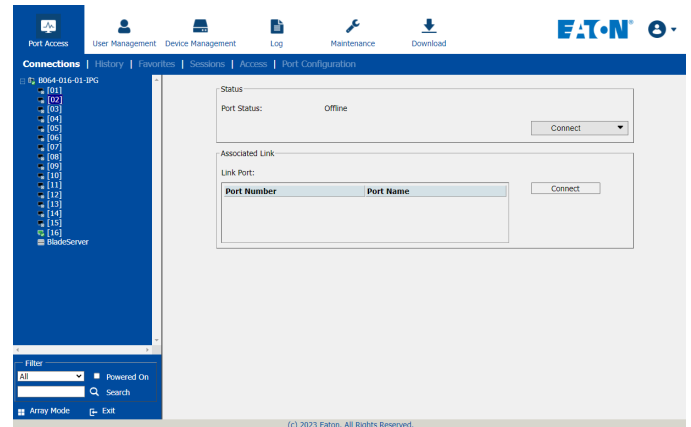 Port Access
User Management
Device Management
Log
Maintenance
Download
EATON
Connections | History | Favorites | Sessions | Access | Port Configuration
B064-016-01-IPG
[01]
[02]
[03]
[04]
[05]
[06]
[07]
[08]
[09]
[10]
[11]
[12]
[13]
[14]
[15]
[16]
BladeServer
Status
Port Status: Offline
Connect
Associated Link
Link Port:
Port Number Port Name
Connect
Filter
All
Powered On
Search
Array Mode
Exit
(c) 2023 Eaton. All Rights Reserved.